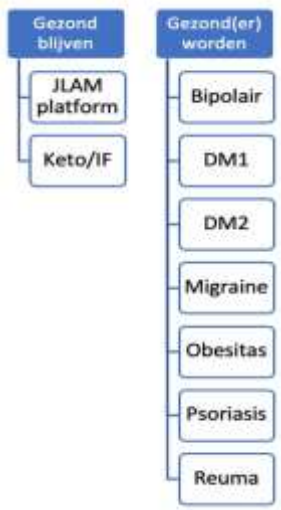 Gezond
blijven
JLAM
platform
Keto/IF
Gezond(er)
worden
Bipolair
DM1
DM2
Migraine
Obesitas
Psoriasis
Reuma